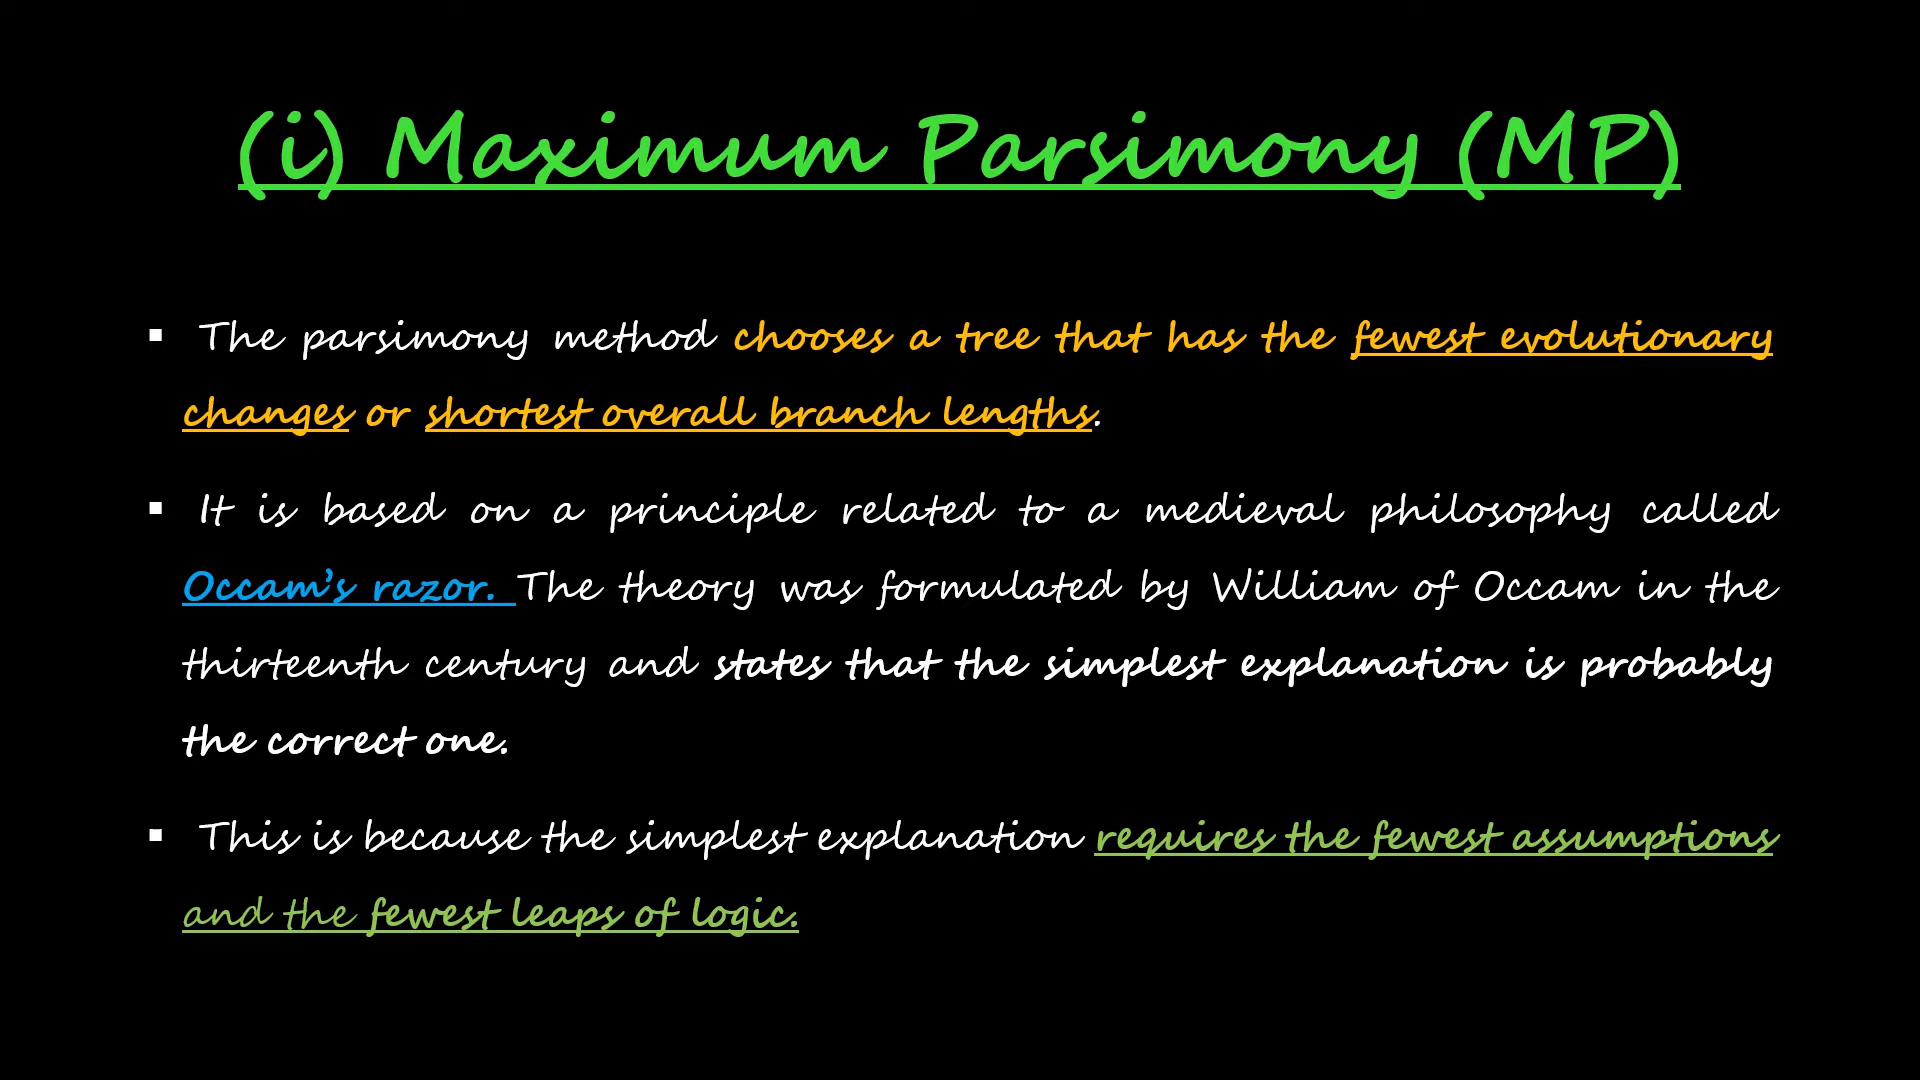 (i) Maximum Parsimony (MP)
▪ The parsimony method chooses a tree that has the fewest evolutionary
changes or shortest overall branch lengths.
▪ It is based on a principle related to a medieval philosophy called
Occam’s razor. The theory was formulated by William of Occam in the
thirteenth century and states that the simplest explanation is probably
the correct one.
▪ This is because the simplest explanation requires the fewest assumptions
and the fewest leaps of logic.